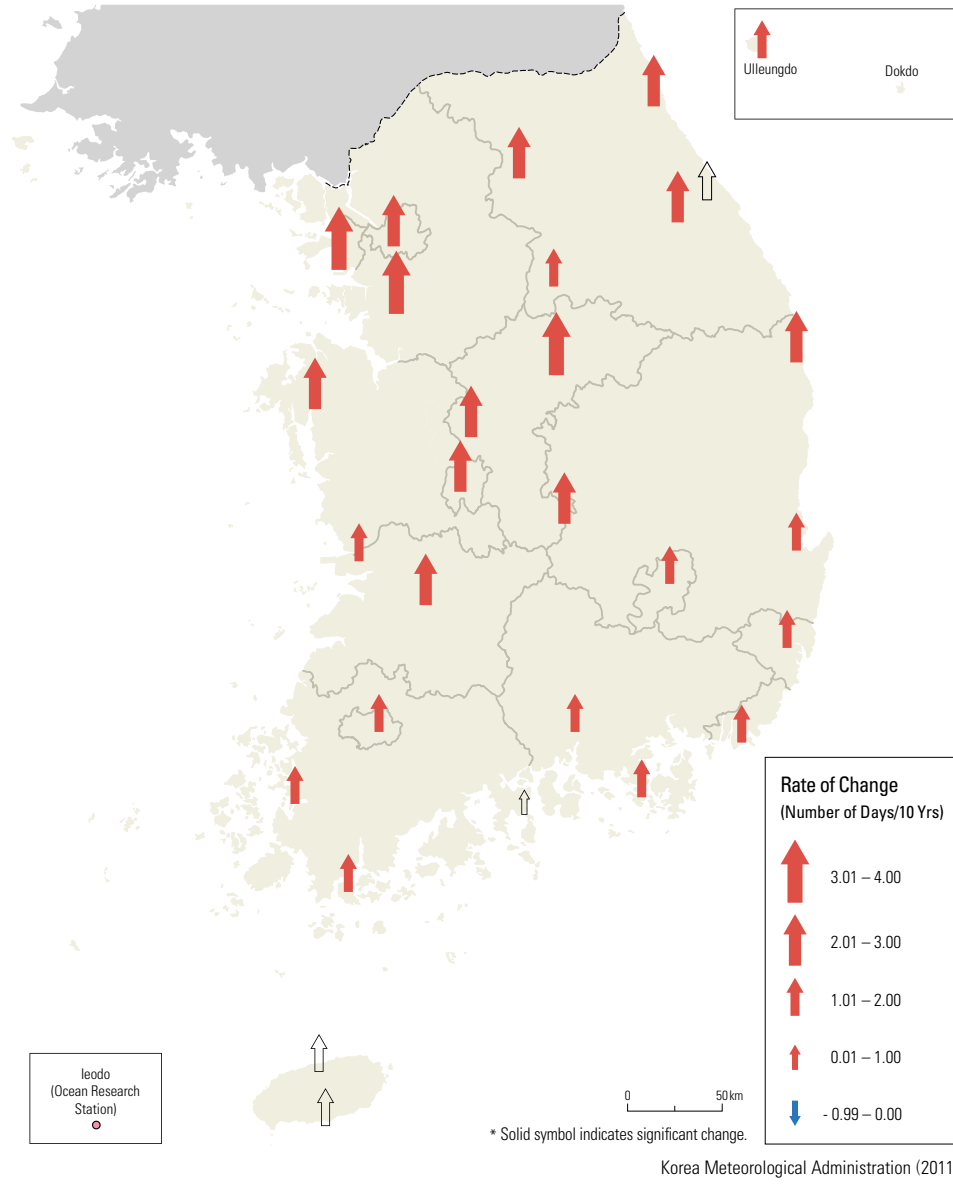 Ulleungdo
Dokdo
Rate of Change
(Number of Days/10 Yrs)
3.01 – 4.00
2.01 – 3.00
1.01 – 2.00
0.01 – 1.00
- 0.99 – 0.00
Ieodo
(Ocean Research
Station)
0 50 km
* Solid symbol indicates significant change.
Korea Meteorological Administration (2011